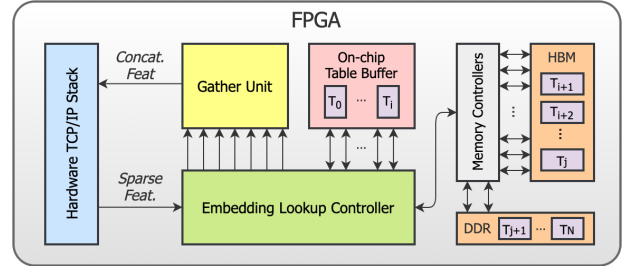 FPGA
Hardware TCP/IP Stack
Concat.
Feat
Sparse
Feat.
Gather Unit
On-chip
Table Buffer
T0 ... Ti
...
Embedding Lookup Controller
Memory Controllers
...
HBM
Ti+1
Ti+2
...
Tj
DDR Tj+1 ... TN